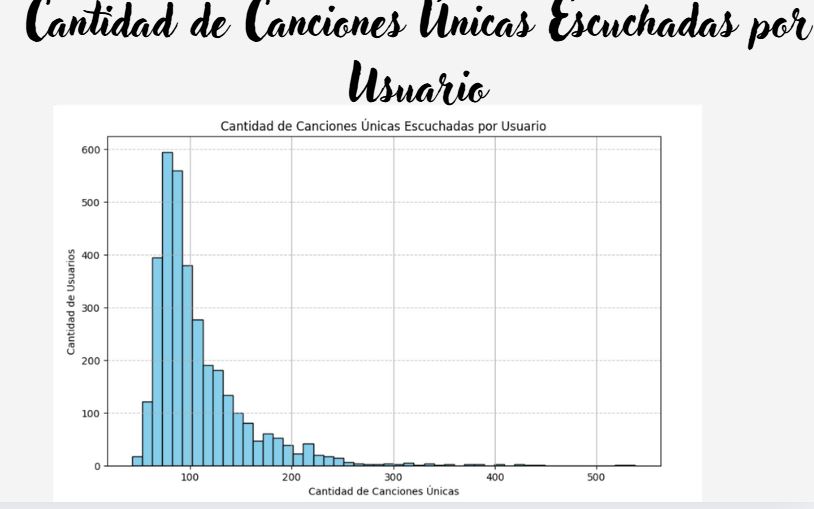 Cantidad de Canciones Únicas Escuchadas por
Usuario
Cantidad de Canciones Únicas Escuchadas por Usuario
600
500
400
300
200
100
0
Cantidad de Usuarios
100 200 300 400 500
Cantidad de Canciones Únicas